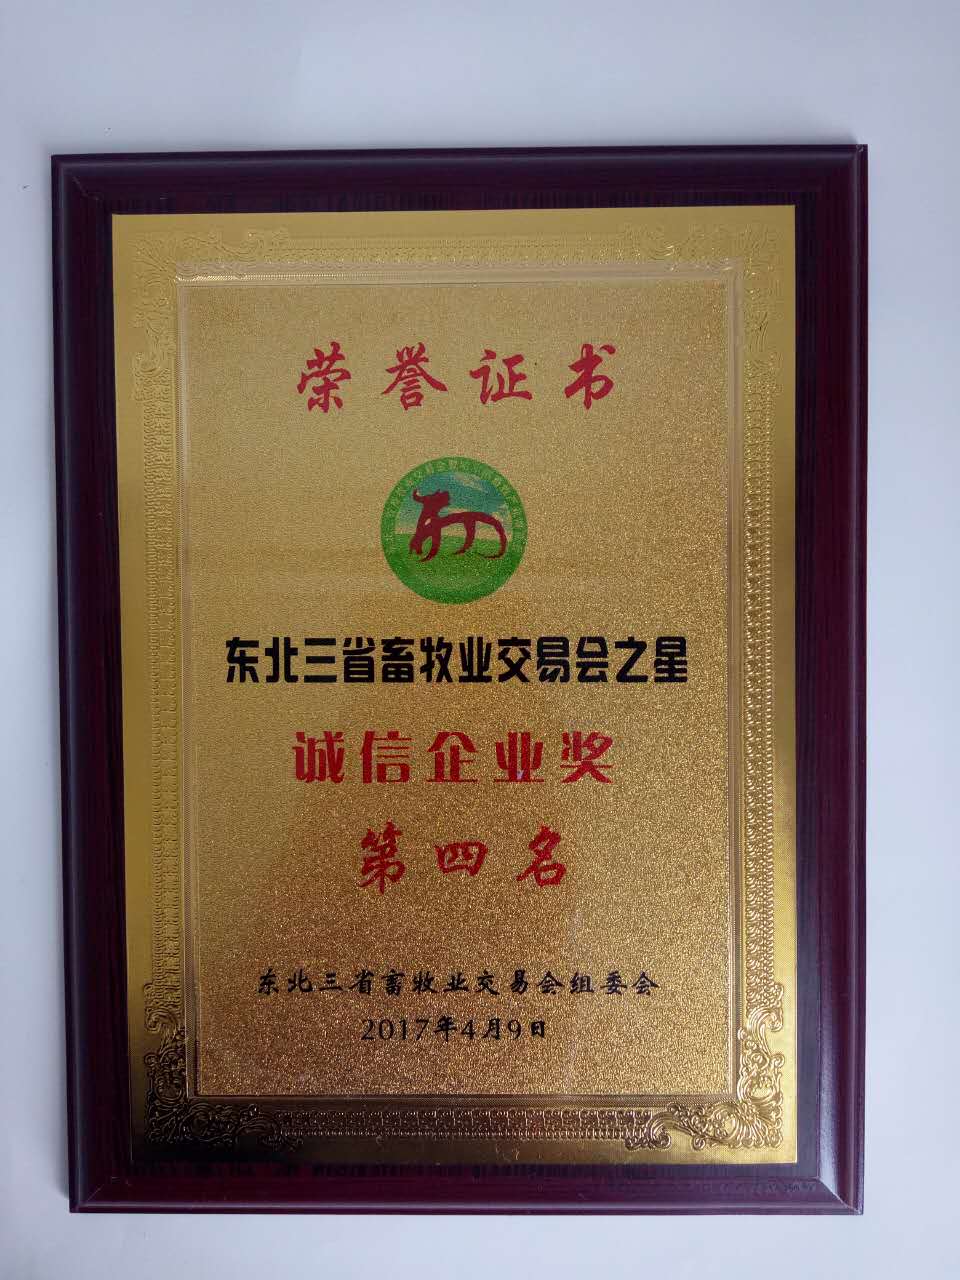 荣誉证书
东北三省畜牧业交易会之星
诚信企业奖
第四名
东北三省畜牧业交易会组委会
2017年4月9日